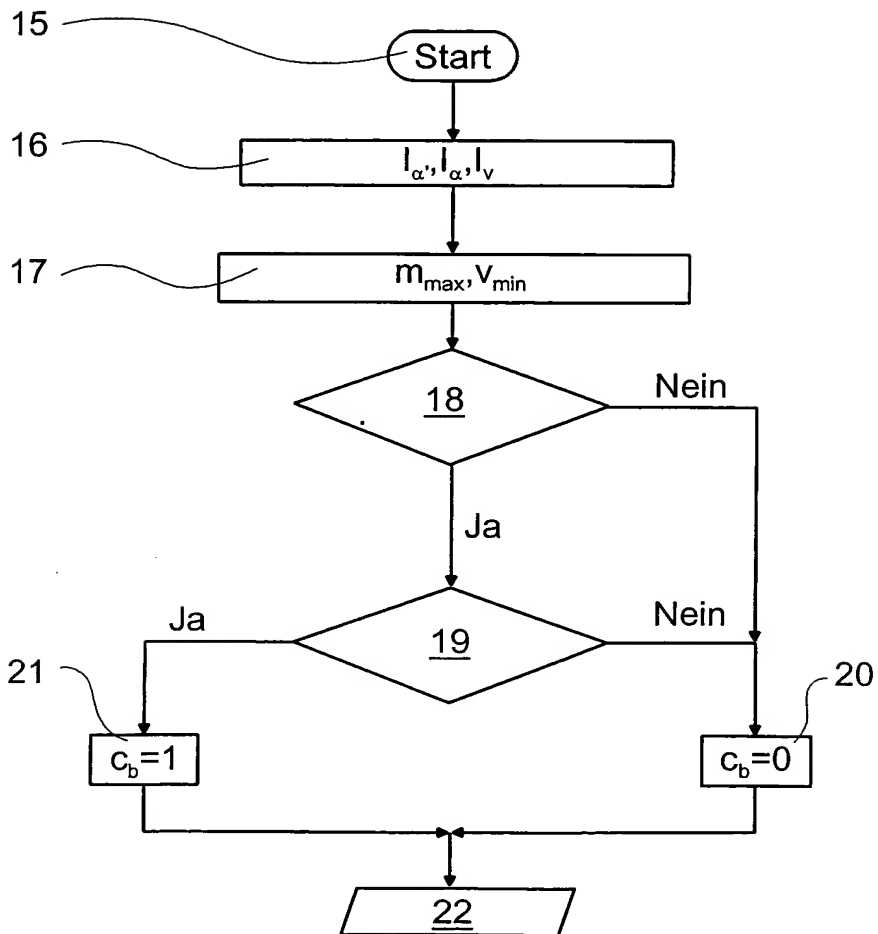 15
Start
16
I_α', I_α, I_v
17
m_max, v_min
18
Nein
Ja
Ja
19
Nein
21
20
c_b=1
c_b=0
22